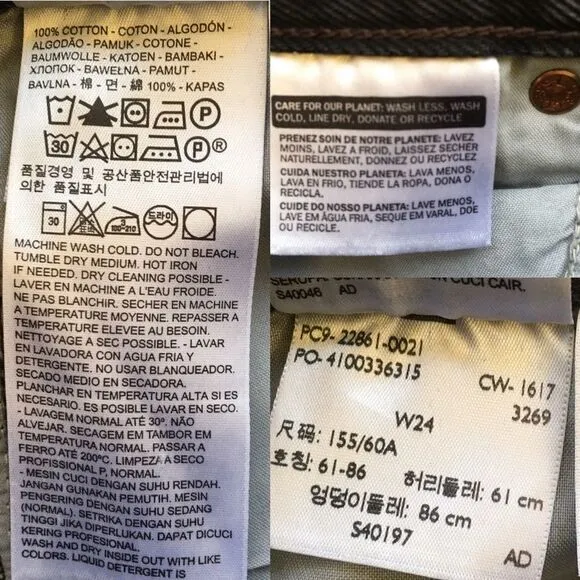 100% COTTON - COTON - ALGODÓN -
ALGODÃO - PAMUK - COTONE -
BAUMWOLLE - KATOEN - BAMBAKI -
ХЛОПОК - BAWEŁNA - PAMUT -
BAVLNA - 棉 - 면 - 綿 100% - KAPAS
P
30 P ®
품질경영 및 공산품안전관리법에
의한 품질표시
30 100-210 드라이
MACHINE WASH COLD. DO NOT BLEACH.
TUMBLE DRY MEDIUM. HOT IRON
IF NEEDED. DRY CLEANING POSSIBLE -
LAVER EN MACHINE A L'EAU FROIDE.
NE PAS BLANCHIR. SECHER EN MACHINE
A TEMPERATURE MOYENNE. REPASSER A
TEMPERATURE ELEVEE AU BESOIN.
NETTOYAGE A SEC POSSIBLE. - LAVAR
EN LAVADORA CON AGUA FRIA Y
DETERGENTE. NO USAR BLANQUEADOR.
SECADO MEDIO EN SECADORA.
PLANCHAR EN TEMPERATURA ALTA SI ES
NECESARIO. ES POSIBLE LAVAR EN SECO.
- LAVAGEM NORMAL ATÉ 30º. NÃO
ALVEJAR. SECAGEM EM TAMBOR EM
TEMPERATURA NORMAL. PASSAR A
FERRO ATÉ 200ºC. LIMPEZA A SECO
PROFISSIONAL P, NORMAL.
- MESIN CUCI DENGAN SUHU RENDAH.
JANGAN GUNAKAN PEMUTIH. MESIN
PENGERING DENGAN SUHU SEDANG
(NORMAL). SETRIKA DENGAN SUHU
TINGGI JIKA DIPERLUKAN. DAPAT DICUCI
KERING PROFESIONAL.
WASH AND DRY INSIDE OUT WITH LIKE
COLORS. LIQUID DETERGENT IS
CARE FOR OUR PLANET: WASH LESS, WASH
COLD, LINE DRY, DONATE OR RECYCLE
PRENEZ SOIN DE NOTRE PLANETE: LAVEZ
MOINS, LAVEZ A FROID, LAISSEZ SÉCHER
NATURELLEMENT, DONNEZ OU RECYCLEZ
CUIDA NUESTRO PLANETA: LAVA MENOS,
LAVA EN FRIO, TIENDE LA ROPA, DONA O
RECICLA.
CUIDE DO NOSSO PLANETA: LAVE MENOS,
LAVE EM ÁGUA FRIA, SEQUE EM VARAL, DOE
OU RECICLE.
CUCI CAIR.
S40046 AD
PC9-22861-0021
PO-4100336315
CW-1617
3269
W24
尺码: 155/60A
호칭: 61-86 허리둘레: 61 cm
엉덩이둘레: 86 cm
S40197
AD